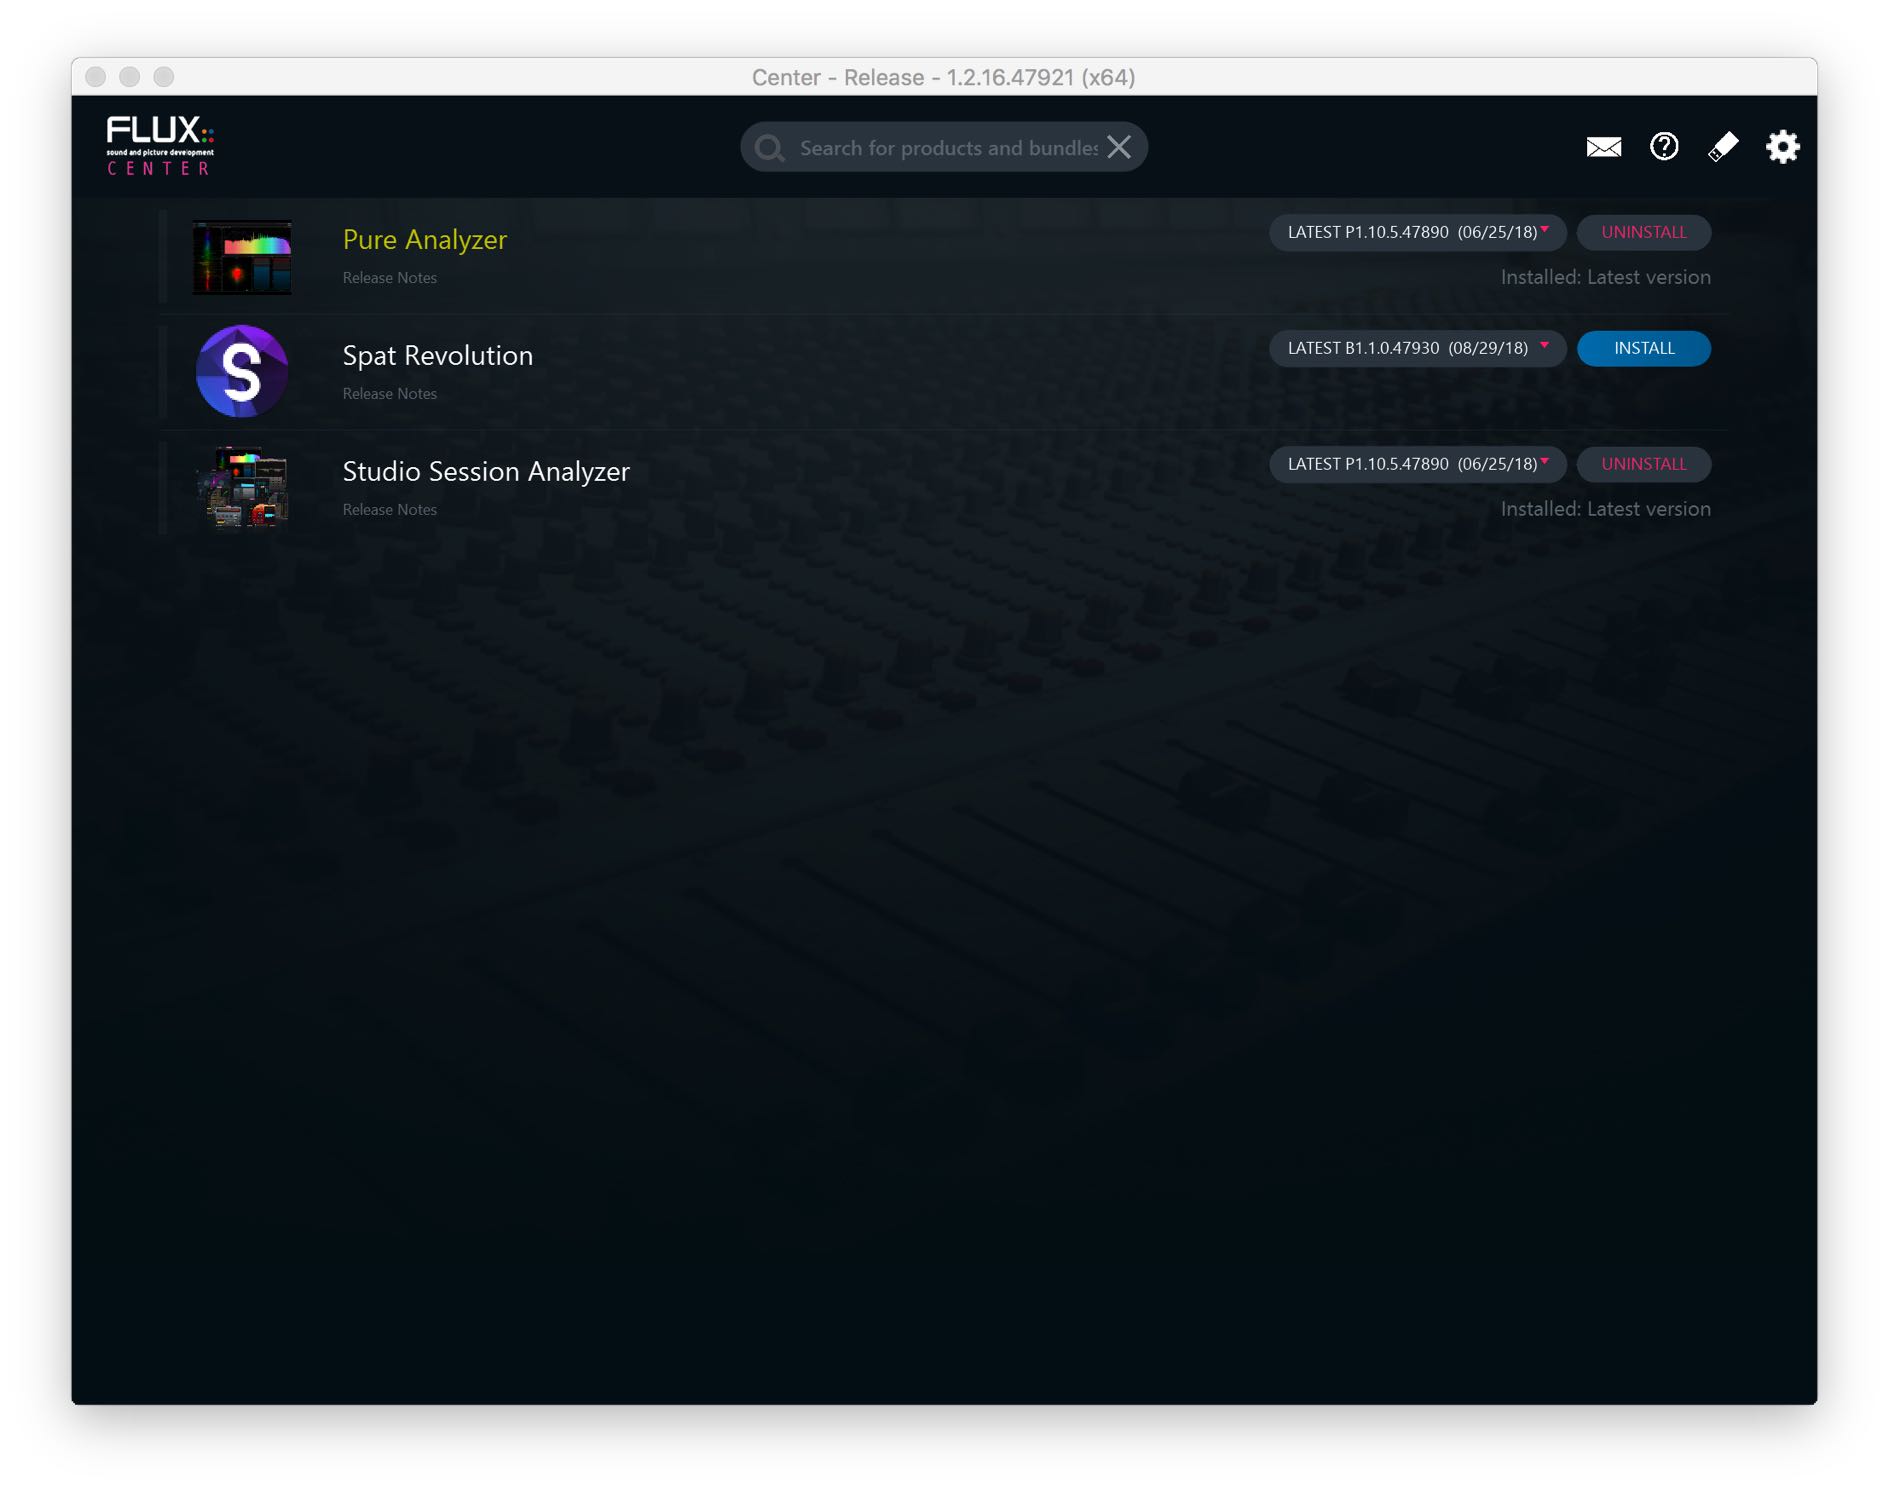 Center - Release - 1.2.16.47921 (x64)
FLUX::
sound and picture development
CENTER
Search for products and bundles
Pure Analyzer
Release Notes
LATEST P1.10.5.47890 (06/25/18)
UNINSTALL
Installed: Latest version
S
Spat Revolution
Release Notes
LATEST B1.1.0.47930 (08/29/18)
INSTALL
Studio Session Analyzer
Release Notes
LATEST P1.10.5.47890 (06/25/18)
UNINSTALL
Installed: Latest version